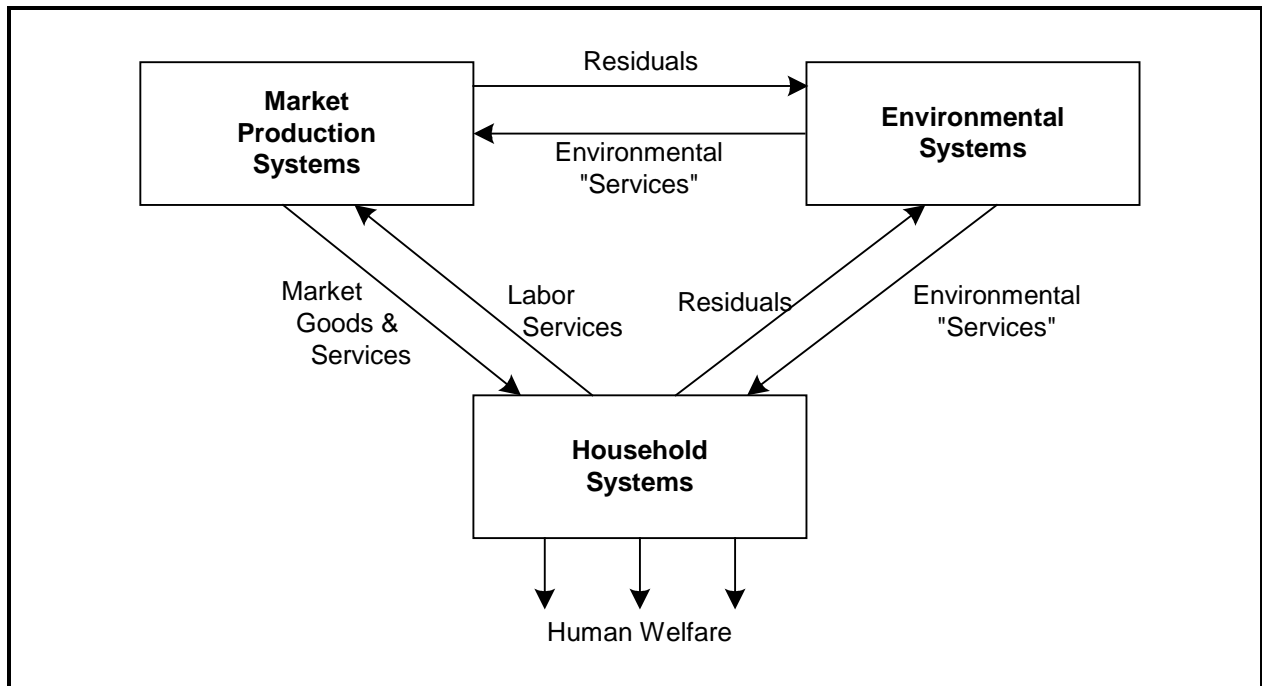 Residuals
Market
Production
Systems
Environmental
Systems
Environmental
"Services"
Market
Goods &
Services
Labor
Services
Residuals
Environmental
"Services"
Household
Systems
Human Welfare